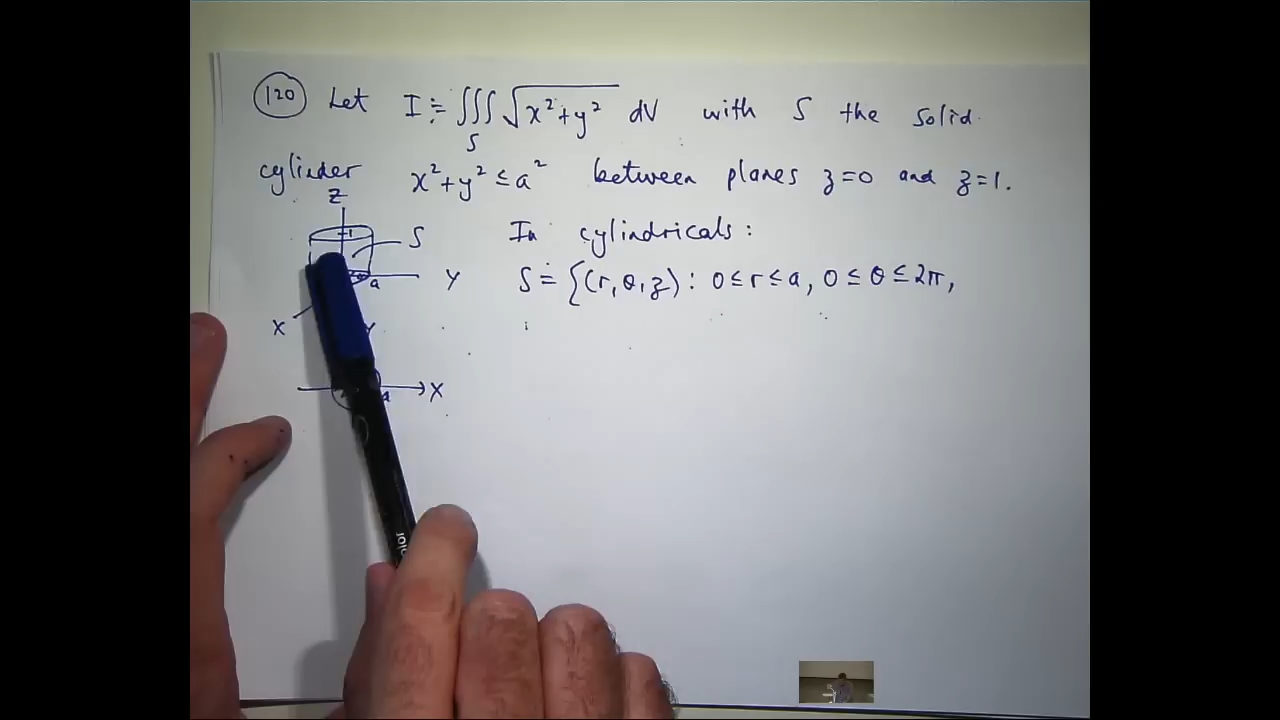 120 Let I ≐ ∭_S √(x²+y²) dV with S the solid
cylinder x²+y² ≤ a² between planes z=0 and z=1.
In cylindricals:
S ≐ {(r,θ,z): 0≤r≤a, 0≤θ≤2π,
Z
1
S
a
Y
X
Y
a
X